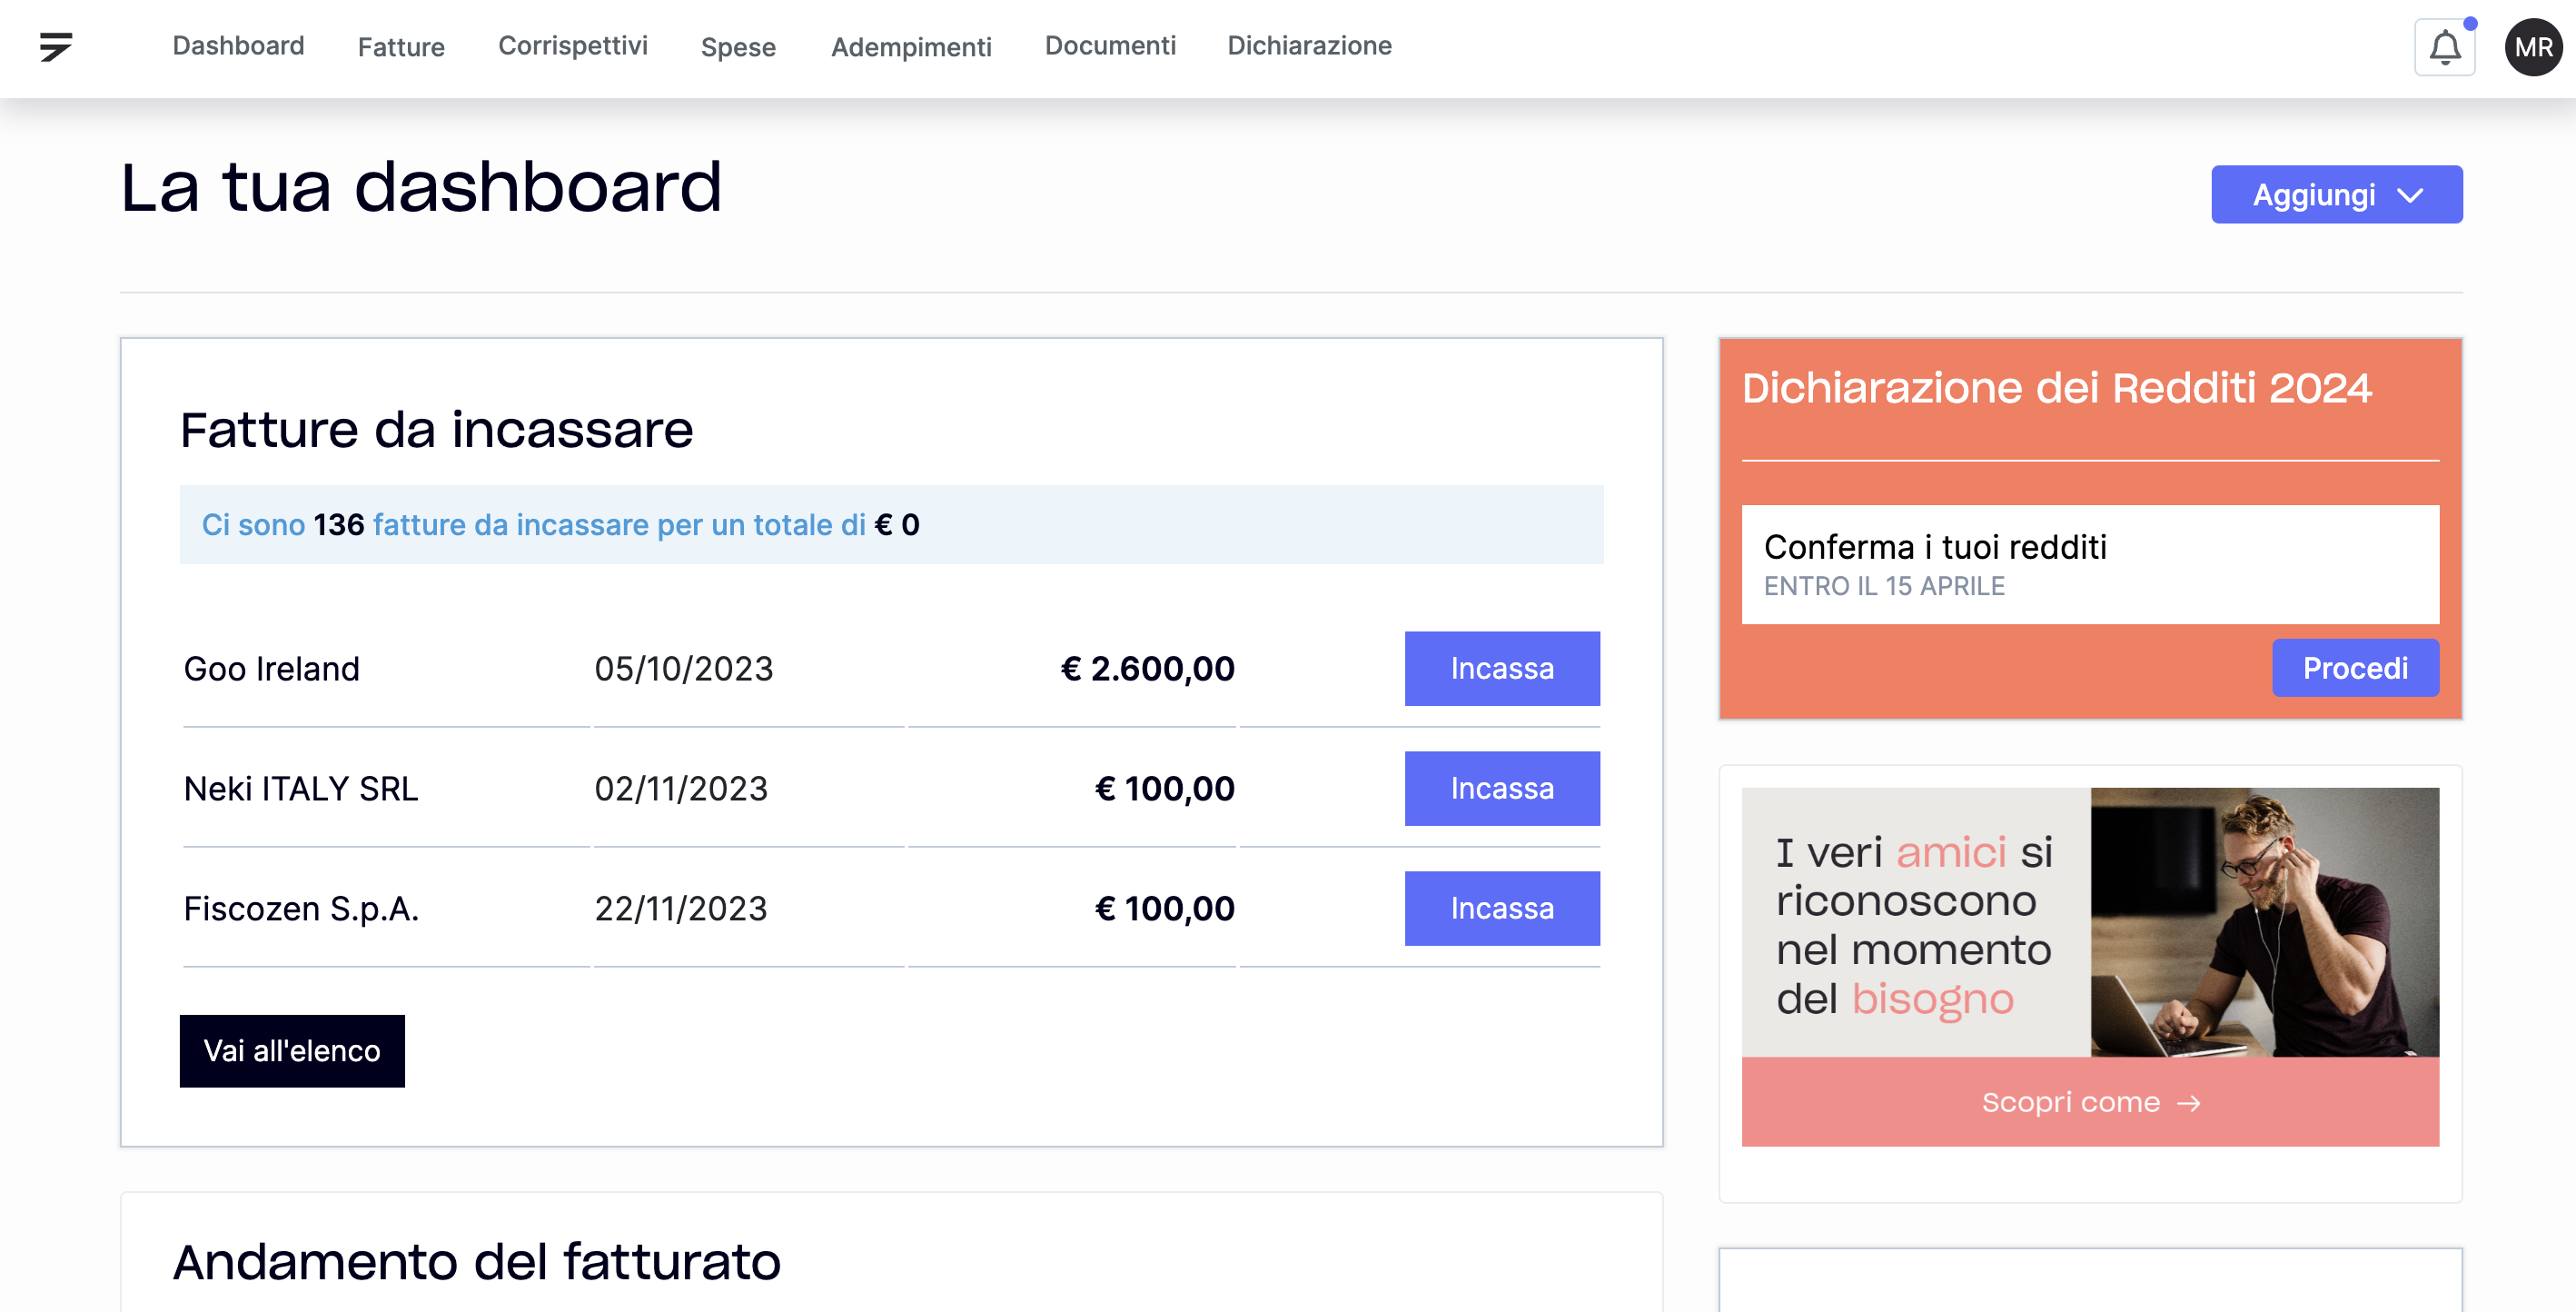 Dashboard Fatture Corrispettivi Spese Adempimenti Documenti Dichiarazione MR
La tua dashboard
Aggiungi
Fatture da incassare
Ci sono 136 fatture da incassare per un totale di € 0
Goo Ireland 05/10/2023 € 2.600,00 Incassa
Neki ITALY SRL 02/11/2023 € 100,00 Incassa
Fiscozen S.p.A. 22/11/2023 € 100,00 Incassa
Vai all'elenco
Andamento del fatturato
Dichiarazione dei Redditi 2024
Conferma i tuoi redditi
ENTRO IL 15 APRILE
Procedi
I veri amici si
riconoscono
nel momento
del bisogno
Scopri come →